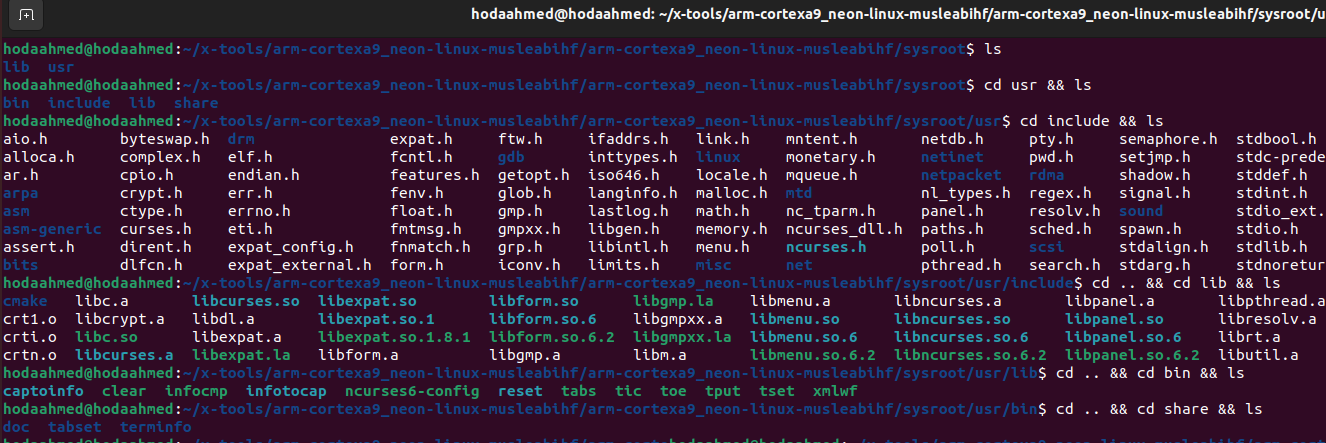 hodaahmed@hodaahmed: ~/x-tools/arm-cortexa9_neon-linux-musleabihf/arm-cortexa9_neon-linux-musleabihf/sysroot/u
hodaahmed@hodaahmed:~/x-tools/arm-cortexa9_neon-linux-musleabihf/arm-cortexa9_neon-linux-musleabihf/sysroot$ ls
lib usr
hodaahmed@hodaahmed:~/x-tools/arm-cortexa9_neon-linux-musleabihf/arm-cortexa9_neon-linux-musleabihf/sysroot$ cd usr && ls
bin include lib share
hodaahmed@hodaahmed:~/x-tools/arm-cortexa9_neon-linux-musleabihf/arm-cortexa9_neon-linux-musleabihf/sysroot/usr$ cd include && ls
aio.h byteswap.h drm expat.h ftw.h ifaddrs.h link.h mntent.h netdb.h pty.h semaphore.h stdbool.h
alloca.h complex.h elf.h fcntl.h gdb inttypes.h linux monetary.h netinet pwd.h setjmp.h stdc-prede
ar.h cpio.h endian.h features.h getopt.h iso646.h locale.h mqueue.h netpacket rdma shadow.h stddef.h
arpa crypt.h err.h fenv.h glob.h langinfo.h malloc.h mtd nl_types.h regex.h signal.h stdint.h
asm ctype.h errno.h float.h gmp.h lastlog.h math.h nc_tparm.h panel.h resolv.h sound stdio_ext.
asm-generic curses.h eti.h fmtmsg.h gmpxx.h libgen.h memory.h ncurses_dll.h paths.h sched.h spawn.h stdio.h
assert.h dirent.h expat_config.h fnmatch.h grp.h libintl.h menu.h ncurses.h poll.h scsi stdalign.h stdlib.h
bits dlfcn.h expat_external.h form.h iconv.h limits.h misc net pthread.h search.h stdarg.h stdnoretur
hodaahmed@hodaahmed:~/x-tools/arm-cortexa9_neon-linux-musleabihf/arm-cortexa9_neon-linux-musleabihf/sysroot/usr/include$ cd .. && cd lib && ls
cmake libc.a libcurses.so libexpat.so libform.so libgmp.la libmenu.a libncurses.a libpanel.a libpthread.a
crt1.o libcrypt.a libdl.a libexpat.so.1 libform.so.6 libgmpxx.a libmenu.so libncurses.so libpanel.so libresolv.a
crti.o libc.so libexpat.a libexpat.so.1.8.1 libform.so.6.2 libgmpxx.la libmenu.so.6 libncurses.so.6 libpanel.so.6 librt.a
crtn.o libcurses.a libexpat.la libform.a libgmp.a libm.a libmenu.so.6.2 libncurses.so.6.2 libpanel.so.6.2 libutil.a
hodaahmed@hodaahmed:~/x-tools/arm-cortexa9_neon-linux-musleabihf/arm-cortexa9_neon-linux-musleabihf/sysroot/usr/lib$ cd .. && cd bin && ls
captoinfo clear infocmp infotocap ncurses6-config reset tabs tic toe tput tset xmlwf
hodaahmed@hodaahmed:~/x-tools/arm-cortexa9_neon-linux-musleabihf/arm-cortexa9_neon-linux-musleabihf/sysroot/usr/bin$ cd .. && cd share && ls
doc tabset terminfo